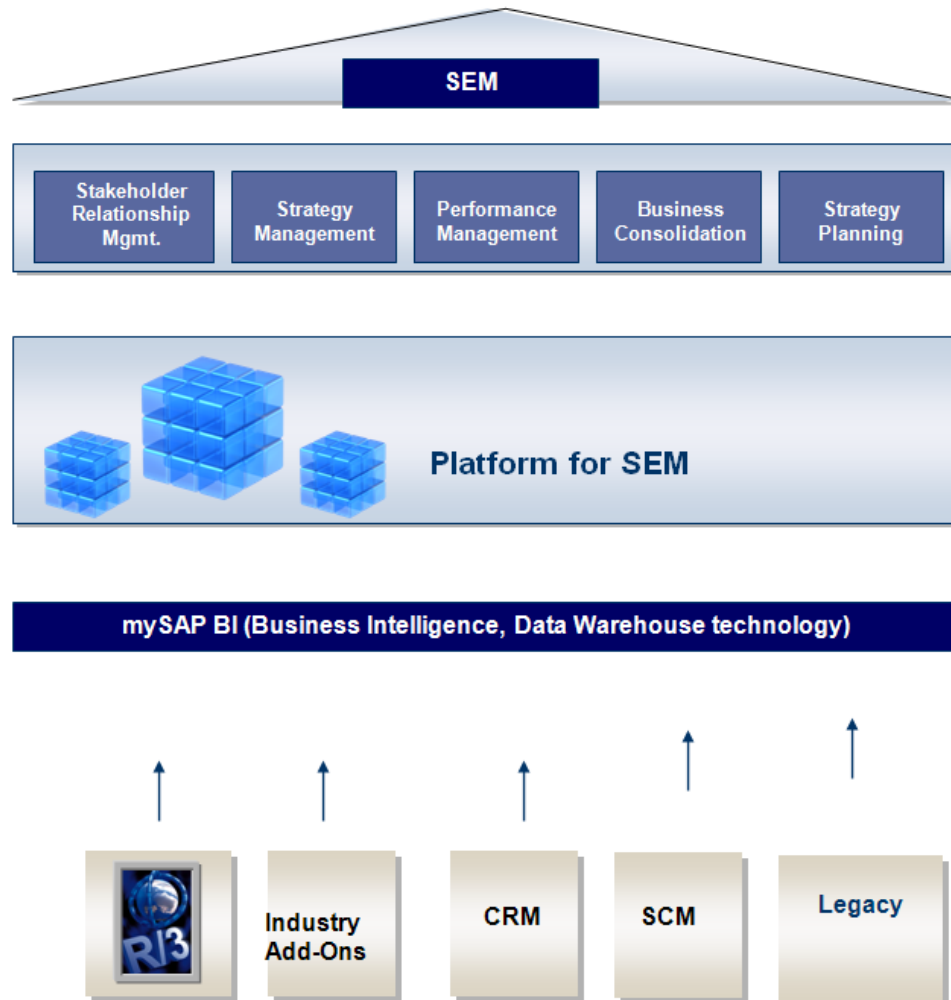 SEM
Stakeholder
Relationship
Mgmt.
Strategy
Management
Performance
Management
Business
Consolidation
Strategy
Planning
Platform for SEM
mySAP BI (Business Intelligence, Data Warehouse technology)
R/3
Industry
Add-Ons
CRM
SCM
Legacy